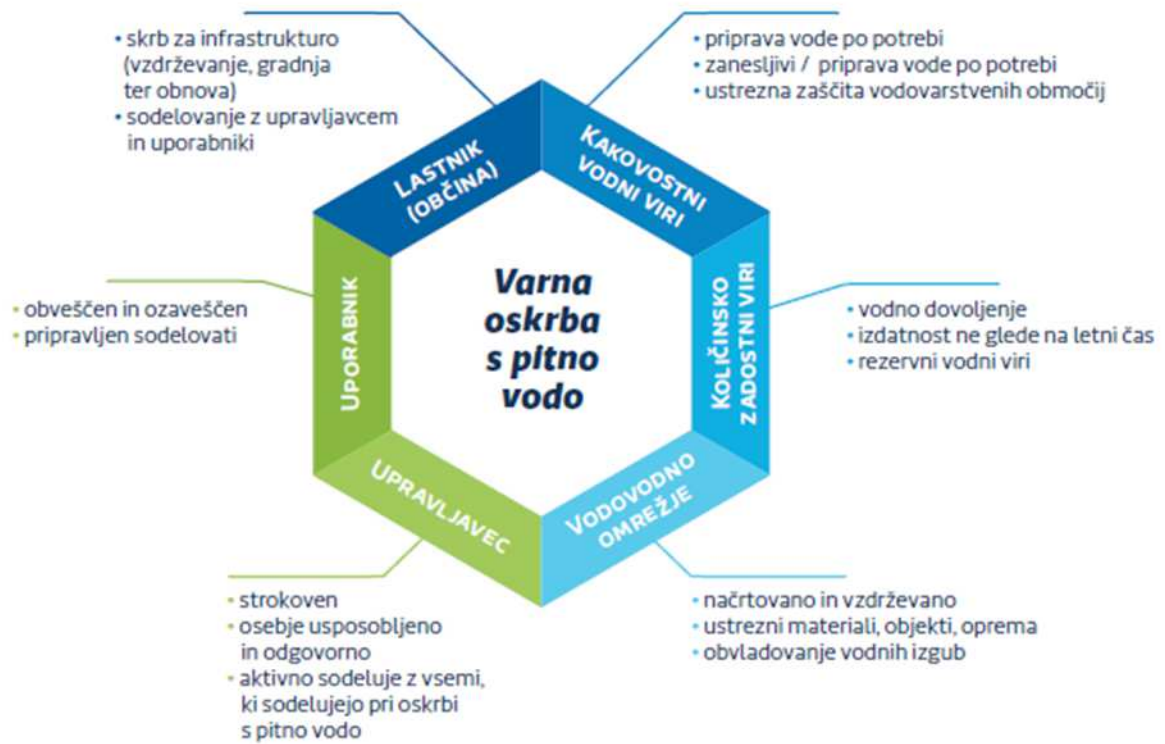 • skrb za infrastrukturo
(vzdrževanje, gradnja
ter obnova)
• sodelovanje z upravljavcem
in uporabniki
• priprava vode po potrebi
• zanesljivi / priprava vode po potrebi
• ustrezna zaščita vodovarstvenih območij
LASTNIK
(OBČINA)
KAKOVOSTNI
VODNI VIRI
Varna
oskrba
s pitno
vodo
UPORABNIK
• obveščen in ozaveščen
• pripravljen sodelovati
KOLIČINSKO
ZADOSTNI VIRI
• vodno dovoljenje
• izdatnost ne glede na letni čas
• rezervni vodni viri
UPRAVLJAVEC
• strokoven
• osebje usposobljeno
in odgovorno
• aktivno sodeluje z vsemi,
ki sodelujejo pri oskrbi
s pitno vodo
VODOVODNO
OMREŽJE
• načrtovano in vzdrževano
• ustrezni materiali, objekti, oprema
• obvladovanje vodnih izgub